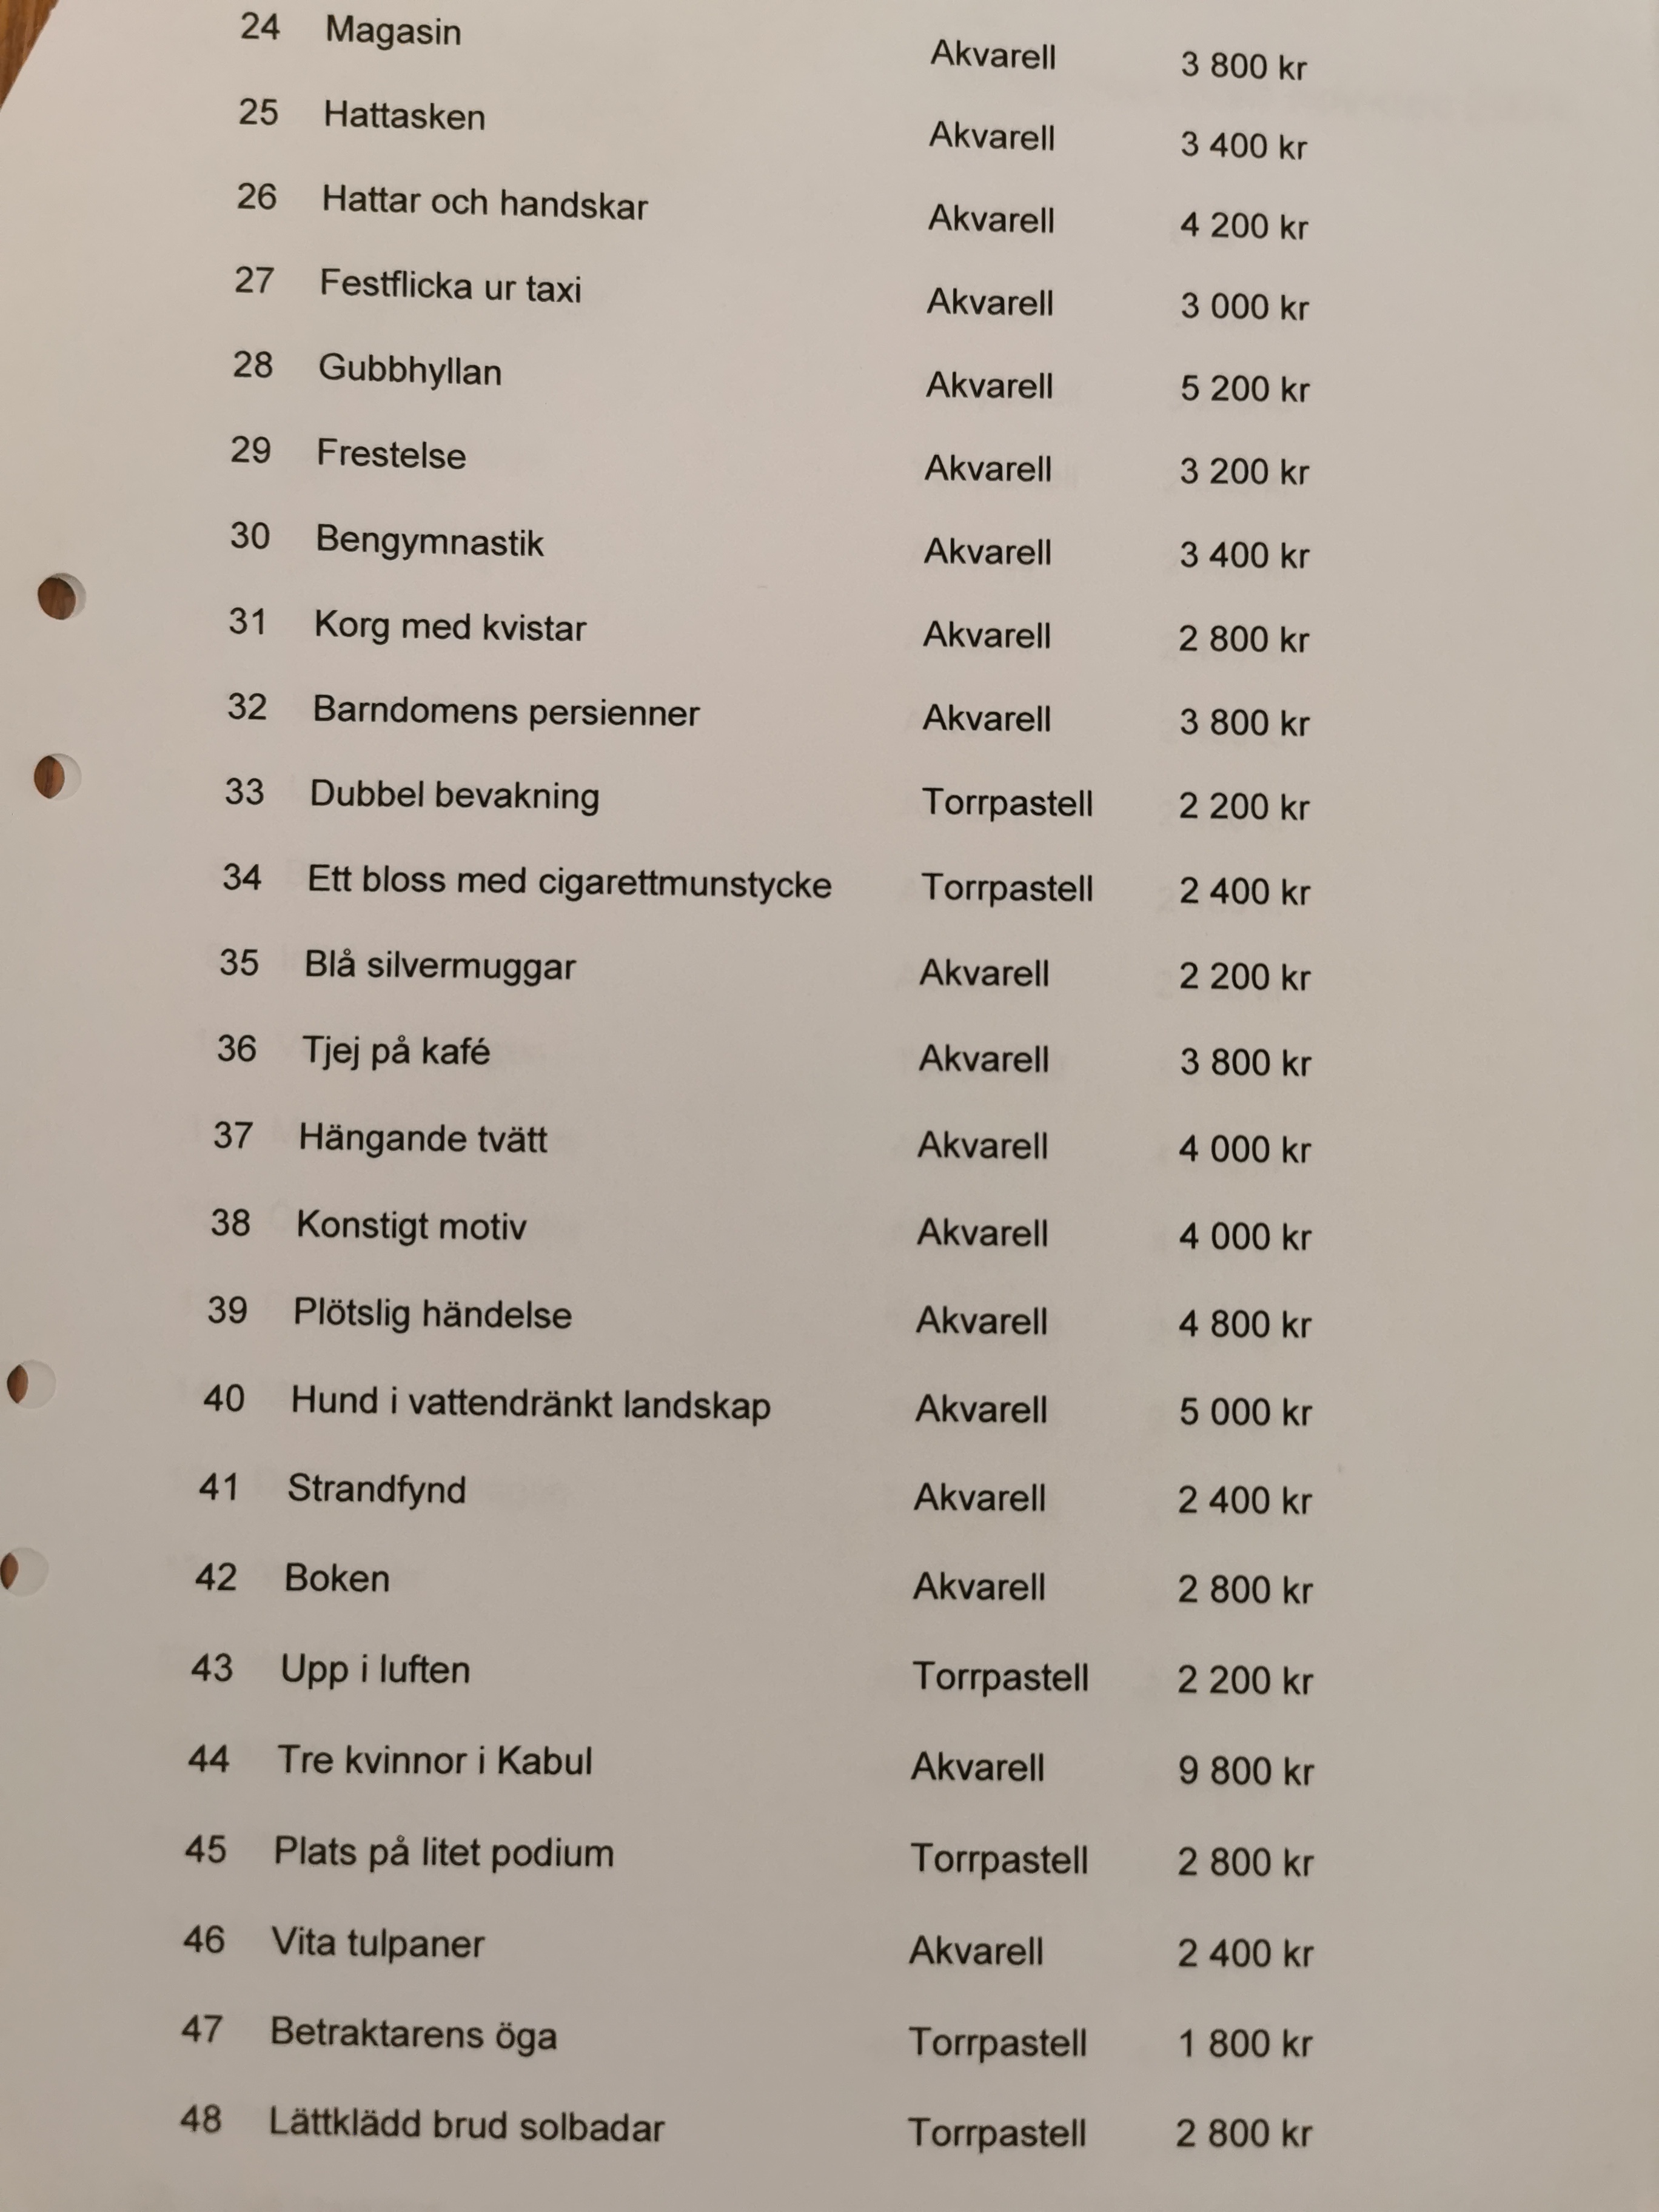 24 Magasin Akvarell 3 800 kr
25 Hattasken Akvarell 3 400 kr
26 Hattar och handskar Akvarell 4 200 kr
27 Festflicka ur taxi Akvarell 3 000 kr
28 Gubbhyllan Akvarell 5 200 kr
29 Frestelse Akvarell 3 200 kr
30 Bengymnastik Akvarell 3 400 kr
31 Korg med kvistar Akvarell 2 800 kr
32 Barndomens persienner Akvarell 3 800 kr
33 Dubbel bevakning Torrpastell 2 200 kr
34 Ett bloss med cigarettmunstycke Torrpastell 2 400 kr
35 Blå silvermuggar Akvarell 2 200 kr
36 Tjej på kafé Akvarell 3 800 kr
37 Hängande tvätt Akvarell 4 000 kr
38 Konstigt motiv Akvarell 4 000 kr
39 Plötslig händelse Akvarell 4 800 kr
40 Hund i vattendränkt landskap Akvarell 5 000 kr
41 Strandfynd Akvarell 2 400 kr
42 Boken Akvarell 2 800 kr
43 Upp i luften Torrpastell 2 200 kr
44 Tre kvinnor i Kabul Akvarell 9 800 kr
45 Plats på litet podium Torrpastell 2 800 kr
46 Vita tulpaner Akvarell 2 400 kr
47 Betraktarens öga Torrpastell 1 800 kr
48 Lättklädd brud solbadar Torrpastell 2 800 kr